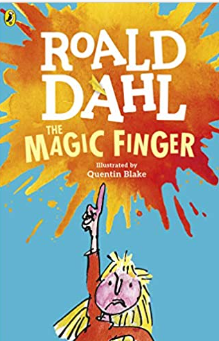 ROALD
DAHL
THE
MAGIC FINGER
Illustrated by
Quentin Blake